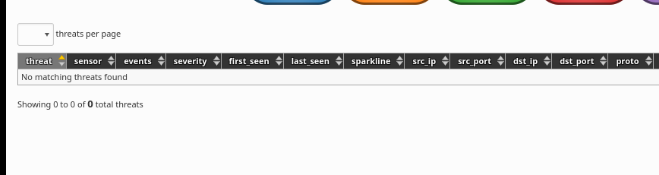 threats per page
threat sensor events severity first_seen last_seen sparkline src_ip src_port dst_ip dst_port proto
No matching threats found
Showing 0 to 0 of 0 total threats